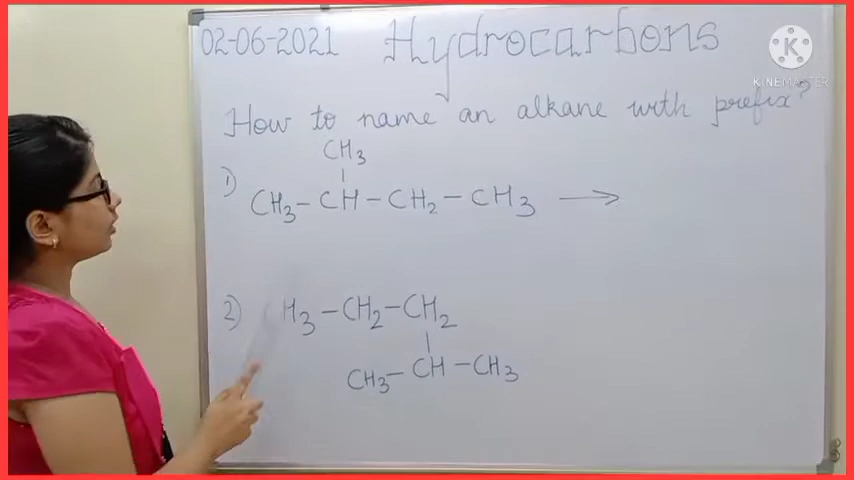 02-06-2021 Hydrocarbons
K
KINEMASTER
How to name an alkane with prefix?
CH3
|
1) CH3 – CH – CH2 – CH3 →
2) H3 – CH2 – CH2
|
CH3 – CH – CH3